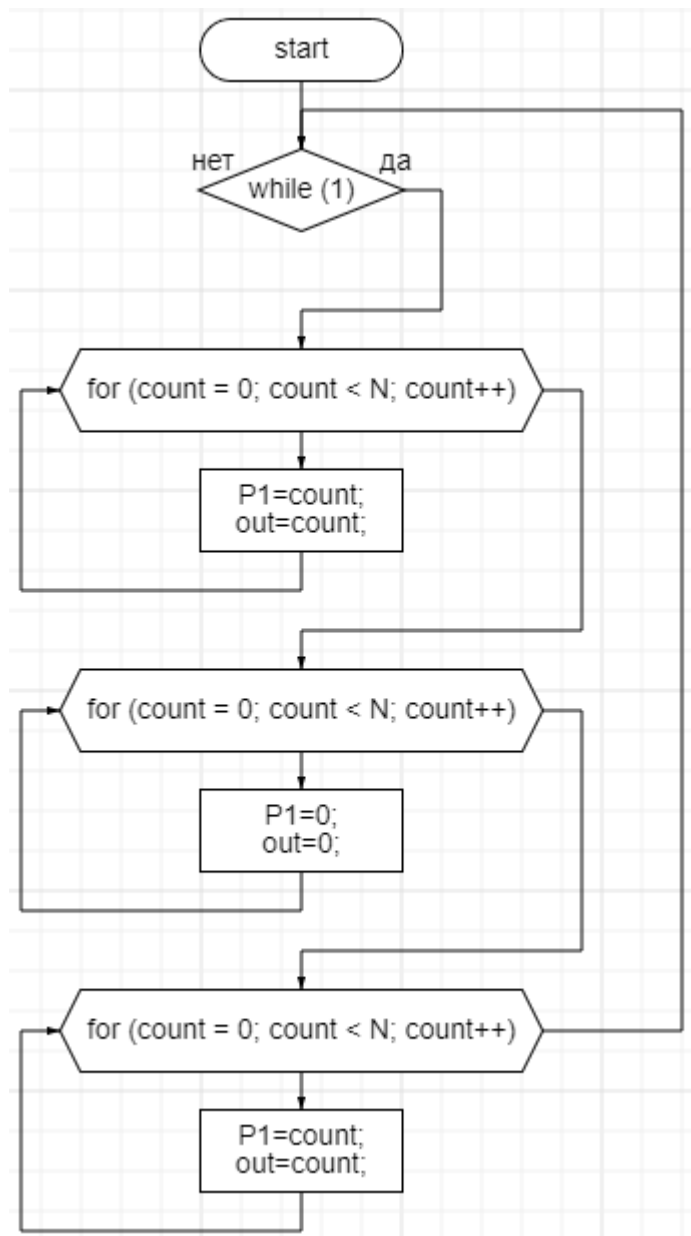 start
нет
да
while (1)
for (count = 0; count < N; count++)
P1=count;
out=count;
for (count = 0; count < N; count++)
P1=0;
out=0;
for (count = 0; count < N; count++)
P1=count;
out=count;